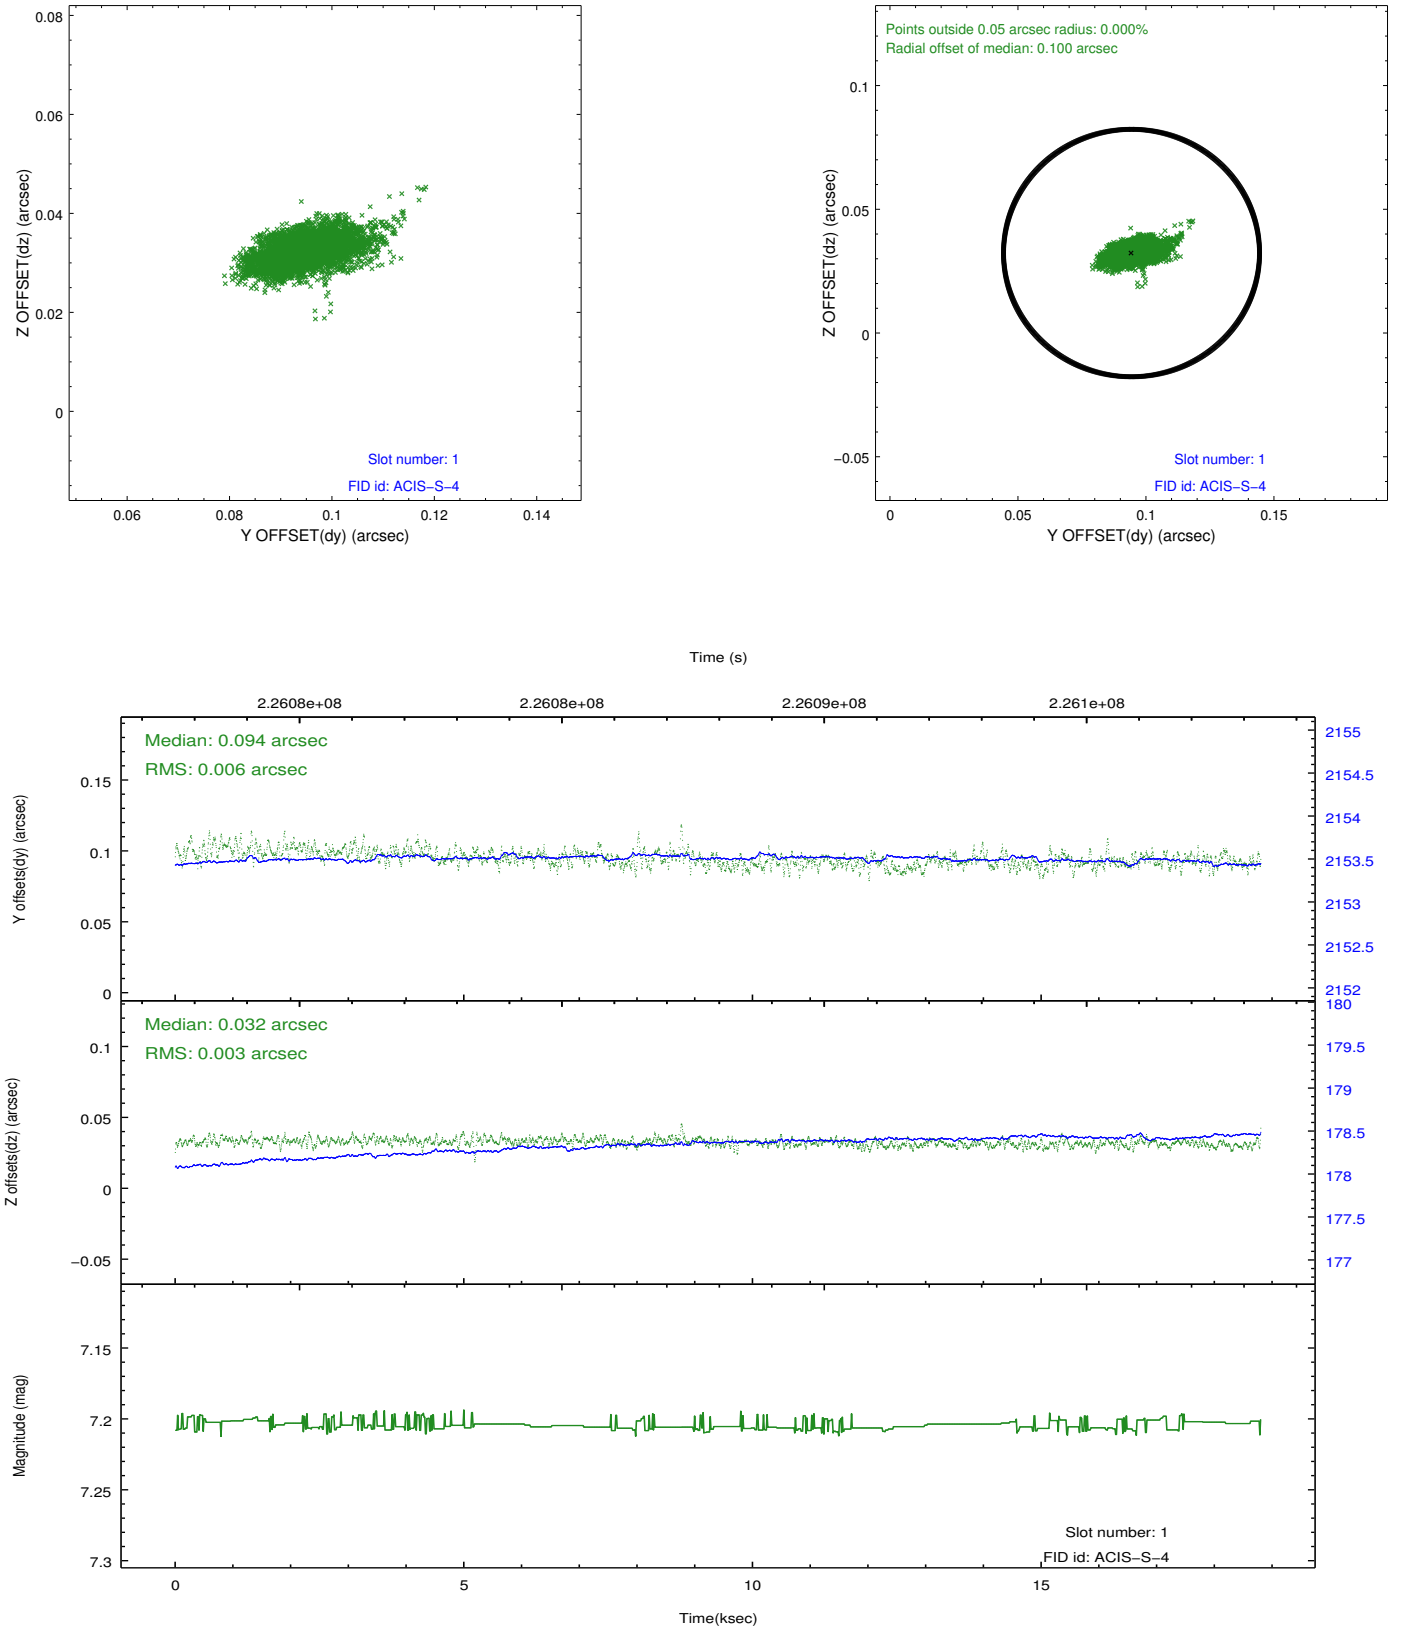 0.08
0.06
0.04
0.02
0
Z OFFSET(dz) (arcsec)
Slot number: 1
FID id: ACIS−S−4
0.06
0.08
0.1
0.12
0.14
Y OFFSET(dy) (arcsec)
Points outside 0.05 arcsec radius: 0.000%
Radial offset of median: 0.100 arcsec
0.1
0.05
0
−0.05
Z OFFSET(dz) (arcsec)
Slot number: 1
FID id: ACIS−S−4
0
0.05
0.1
0.15
Y OFFSET(dy) (arcsec)
Time (s)
2.2608e+08
2.2608e+08
2.2609e+08
2.261e+08
Median: 0.094 arcsec
RMS: 0.006 arcsec
0.15
0.1
0.05
0
Y offsets(dy) (arcsec)
2155
2154.5
2154
2153.5
2153
2152.5
2152
Median: 0.032 arcsec
RMS: 0.003 arcsec
0.1
0.05
0
−0.05
Z offsets(dz) (arcsec)
180
179.5
179
178.5
178
177.5
177
7.15
7.2
7.25
7.3
Magnitude (mag)
Slot number: 1
FID id: ACIS−S−4
0
5
10
15
Time(ksec)